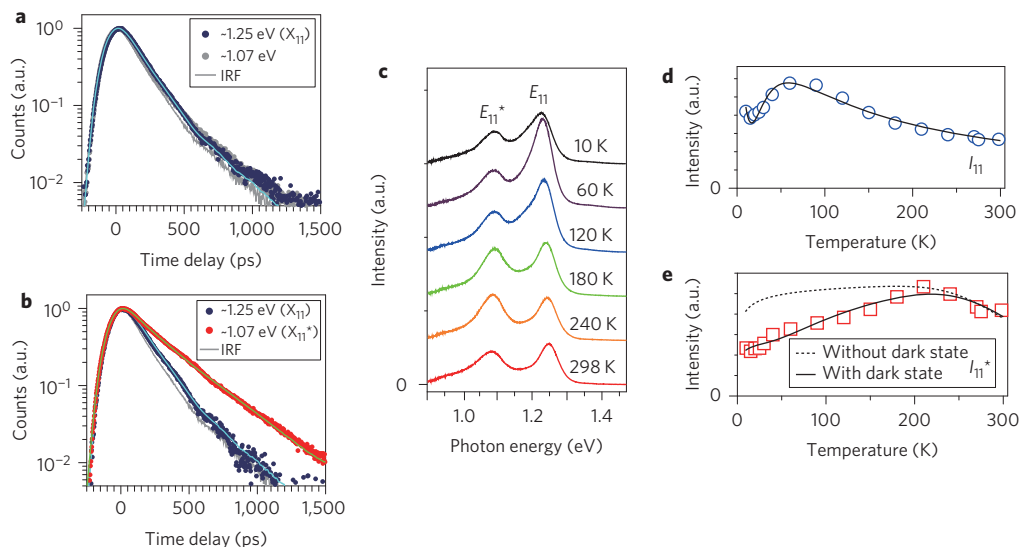 a
Counts (a.u.)
10⁰
10⁻¹
10⁻²
~1.25 eV (X₁₁)
~1.07 eV
IRF
0 500 1,000 1,500
Time delay (ps)
b
Counts (a.u.)
10⁰
10⁻¹
10⁻²
~1.25 eV (X₁₁)
~1.07 eV (X₁₁*)
IRF
0 500 1,000 1,500
Time delay (ps)
c
Intensity (a.u.)
E₁₁* E₁₁
10 K
60 K
120 K
180 K
240 K
298 K
0
1.0 1.2 1.4
Photon energy (eV)
d
Intensity (a.u.)
I₁₁
0
0 100 200 300
Temperature (K)
e
Intensity (a.u.)
Without dark state
With dark state
I₁₁*
0
0 100 200 300
Temperature (K)